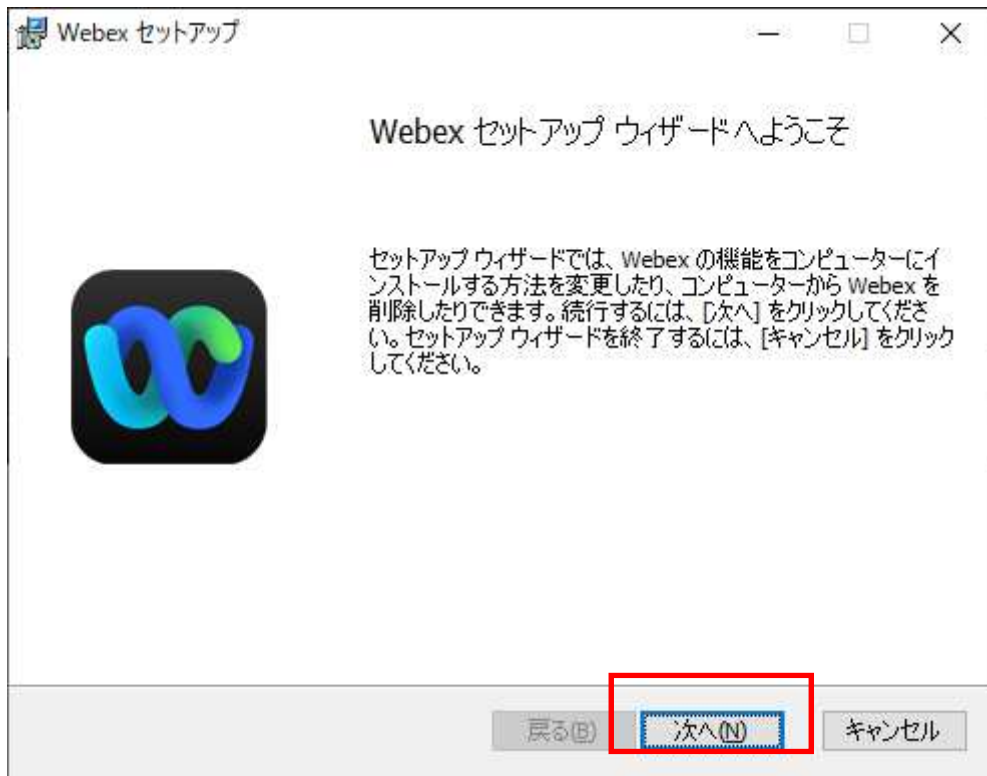 Webex セットアップ
Webex セットアップ ウィザードへようこそ
セットアップ ウィザードでは、Webex の機能をコンピューターにイ
ンストールする方法を変更したり、コンピューターから Webex を
削除したりできます。続行するには、[次へ] をクリックしてくださ
い。セットアップ ウィザードを終了するには、[キャンセル] をクリック
してください。
戻る(B) 次へ(N) キャンセル